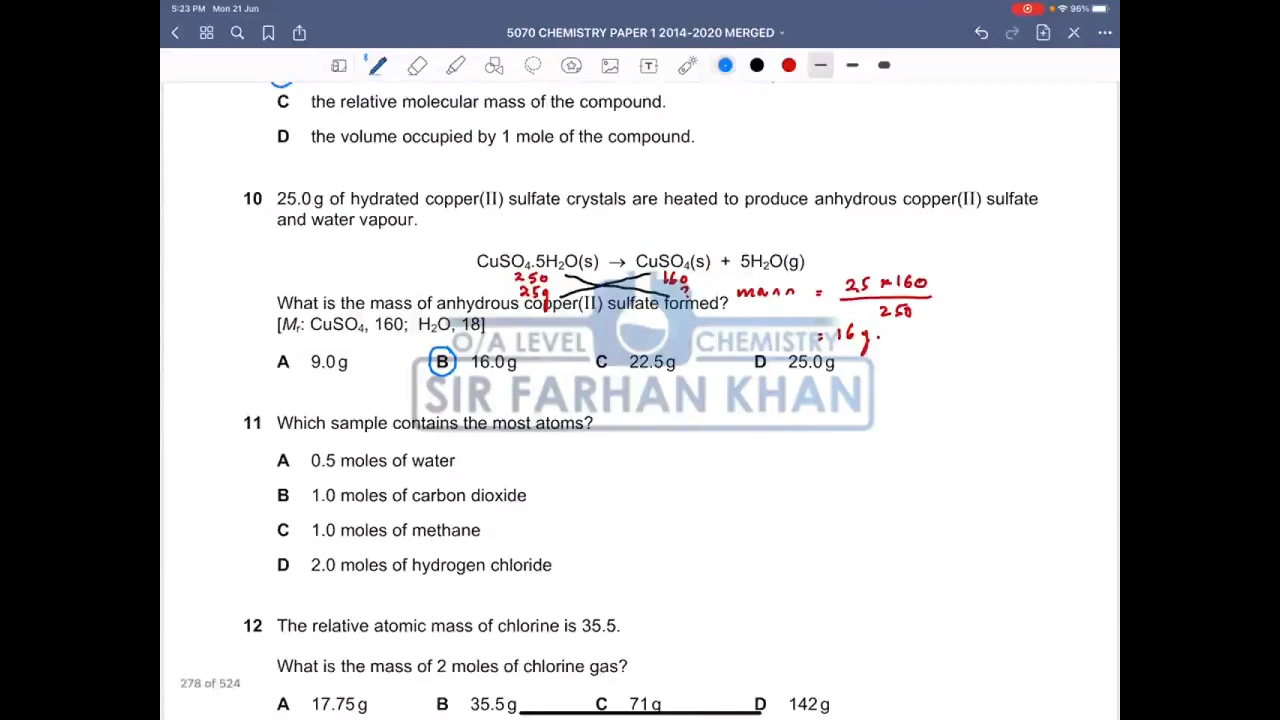 5:23 PM Mon 21 Jun
96%
5070 CHEMISTRY PAPER 1 2014-2020 MERGED
C the relative molecular mass of the compound.
D the volume occupied by 1 mole of the compound.
10 25.0 g of hydrated copper(II) sulfate crystals are heated to produce anhydrous copper(II) sulfate
and water vapour.
CuSO₄.5H₂O(s) → CuSO₄(s) + 5H₂O(g)
250 160
25g ?
mass = 25 × 160
250
= 16 g.
What is the mass of anhydrous copper(II) sulfate formed?
[Mr: CuSO₄, 160; H₂O, 18]
O/A LEVEL CHEMISTRY
A 9.0 g B 16.0 g C 22.5 g D 25.0 g
SIR FARHAN KHAN
11 Which sample contains the most atoms?
A 0.5 moles of water
B 1.0 moles of carbon dioxide
C 1.0 moles of methane
D 2.0 moles of hydrogen chloride
12 The relative atomic mass of chlorine is 35.5.
What is the mass of 2 moles of chlorine gas?
278 of 524
A 17.75 g B 35.5 g C 71 g D 142 g